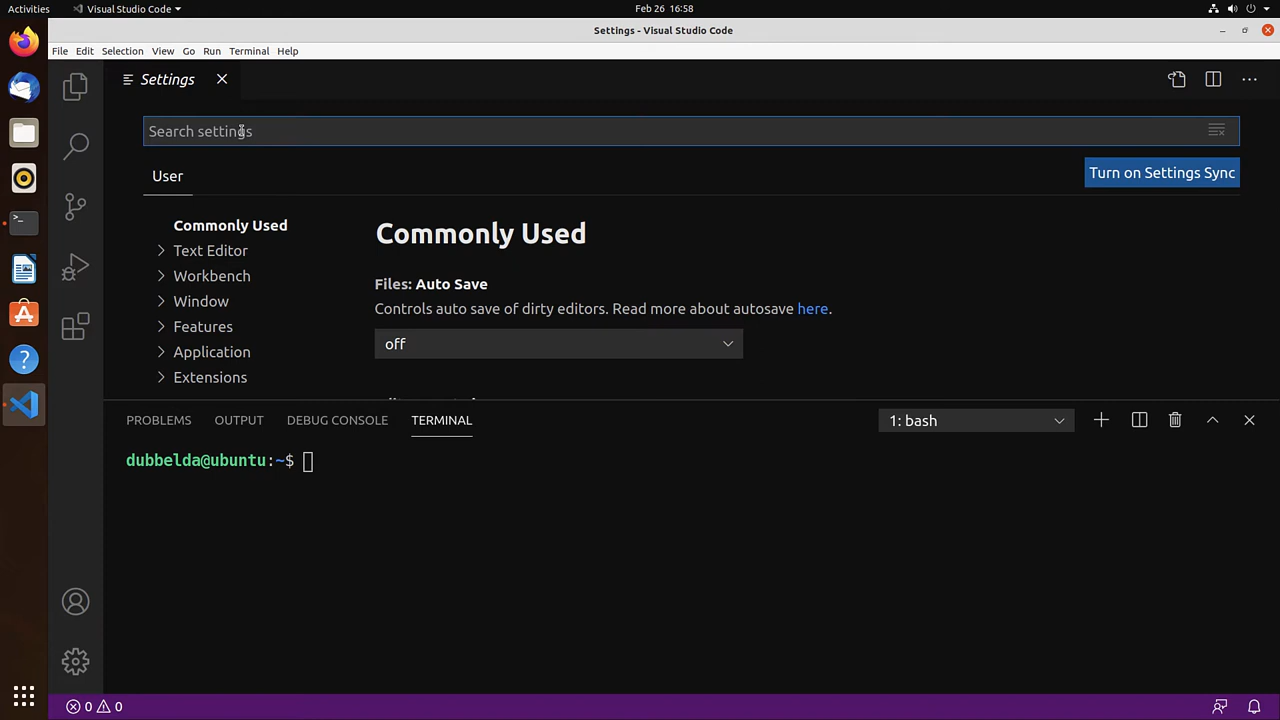 Activities
Visual Studio Code
Feb 26 16:58
Settings - Visual Studio Code
File Edit Selection View Go Run Terminal Help
Settings
Search settings
User
Turn on Settings Sync
Commonly Used
Text Editor
Workbench
Window
Features
Application
Extensions
Commonly Used
Files: Auto Save
Controls auto save of dirty editors. Read more about autosave here.
off
PROBLEMS OUTPUT DEBUG CONSOLE TERMINAL
1: bash
dubbelda@ubuntu:~$
0 0